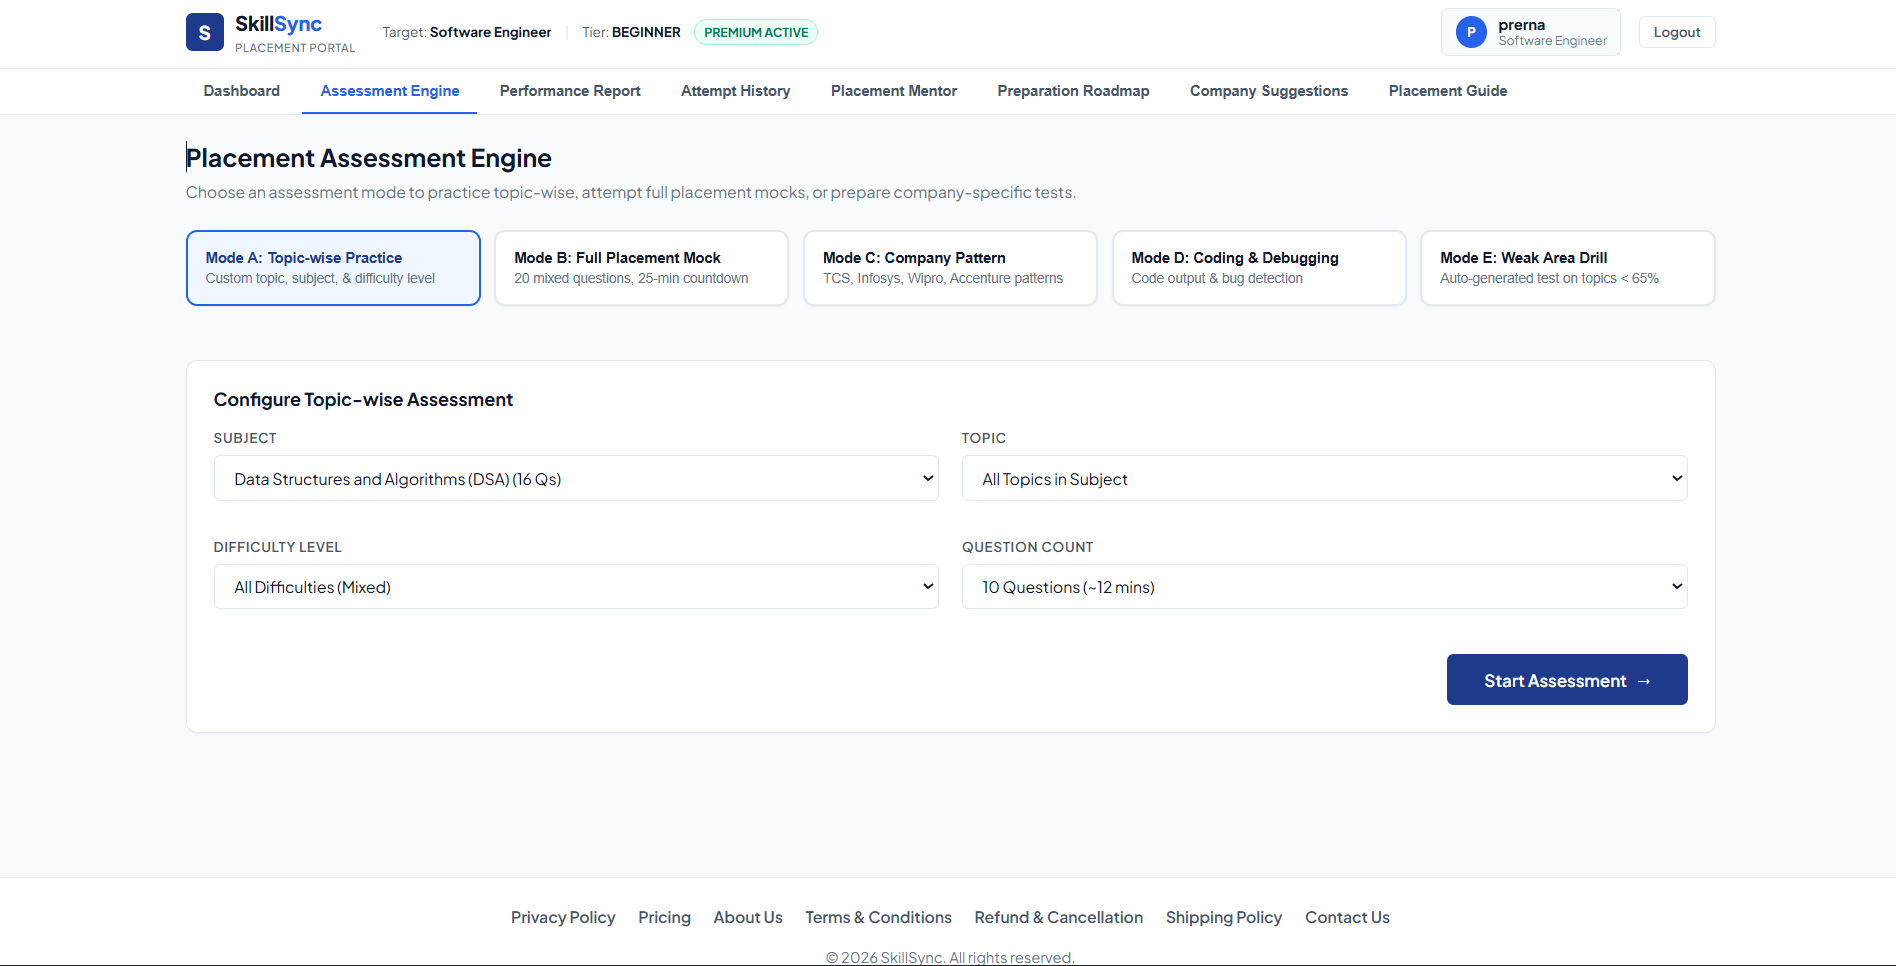 S
SkillSync
PLACEMENT PORTAL
Target: Software Engineer
Tier: BEGINNER
PREMIUM ACTIVE
P
prerna
Software Engineer
Logout
Dashboard
Assessment Engine
Performance Report
Attempt History
Placement Mentor
Preparation Roadmap
Company Suggestions
Placement Guide
Placement Assessment Engine
Choose an assessment mode to practice topic-wise, attempt full placement mocks, or prepare company-specific tests.
Mode A: Topic-wise Practice
Custom topic, subject, & difficulty level
Mode B: Full Placement Mock
20 mixed questions, 25-min countdown
Mode C: Company Pattern
TCS, Infosys, Wipro, Accenture patterns
Mode D: Coding & Debugging
Code output & bug detection
Mode E: Weak Area Drill
Auto-generated test on topics < 65%
Configure Topic-wise Assessment
SUBJECT
Data Structures and Algorithms (DSA) (16 Qs)
TOPIC
All Topics in Subject
DIFFICULTY LEVEL
All Difficulties (Mixed)
QUESTION COUNT
10 Questions (~12 mins)
Start Assessment →
Privacy Policy
Pricing
About Us
Terms & Conditions
Refund & Cancellation
Shipping Policy
Contact Us
© 2026 SkillSync. All rights reserved.